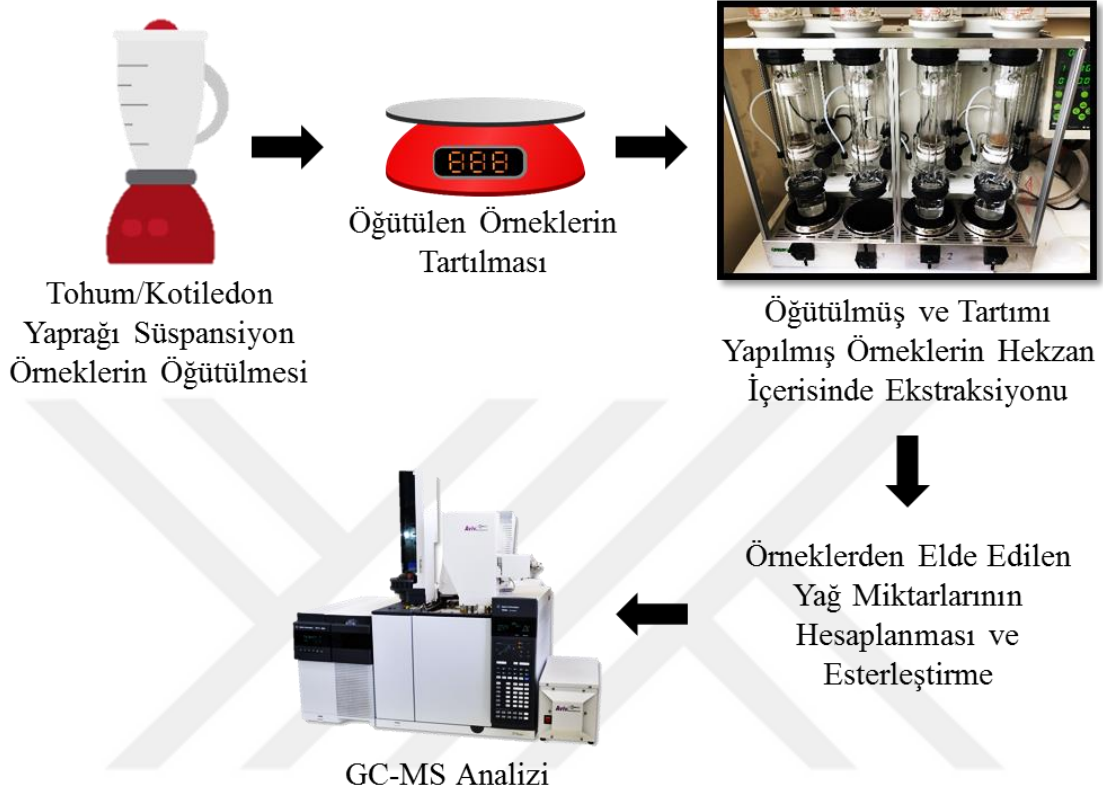 Tohum/Kotiledon
Yaprağı Süspansiyon
Örneklerin Öğütülmesi
888
Öğütülen Örneklerin
Tartılması
Öğütülmüş ve Tartımı
Yapılmış Örneklerin Hekzan
İçerisinde Ekstraksiyonu
Örneklerden Elde Edilen
Yağ Miktarlarının
Hesaplanması ve
Esterleştirme
GC-MS Analizi